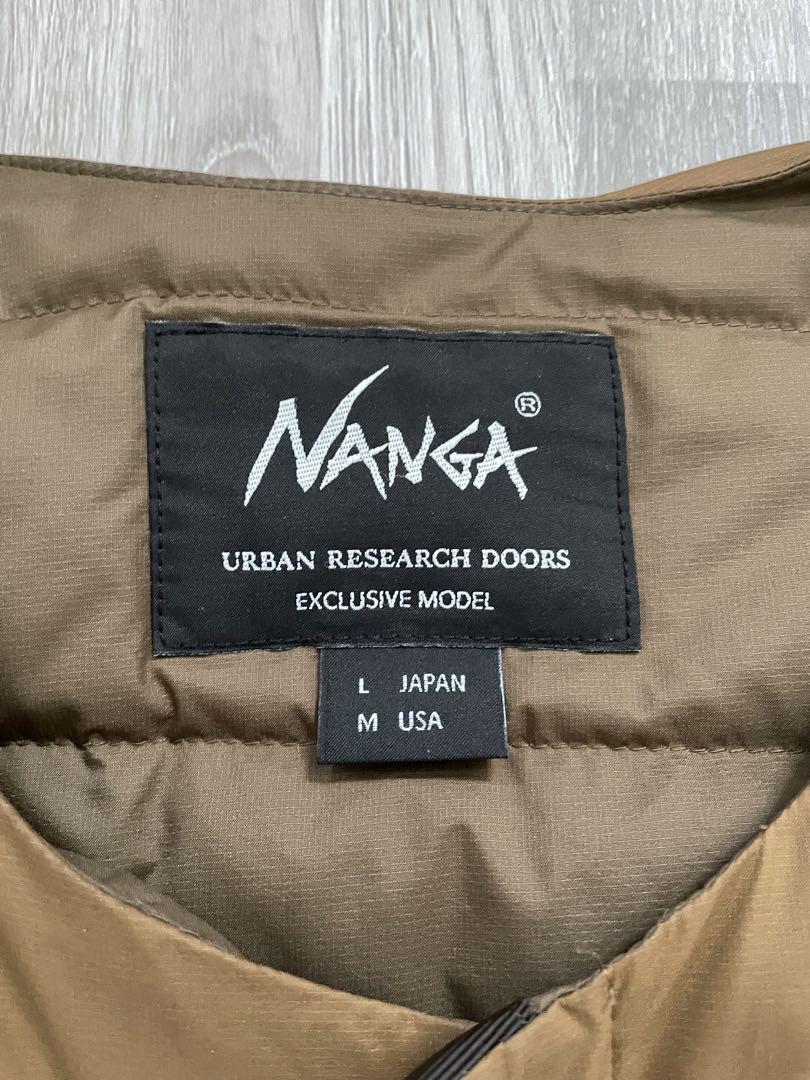 NANGA®
URBAN RESEARCH DOORS
EXCLUSIVE MODEL
L JAPAN
M USA